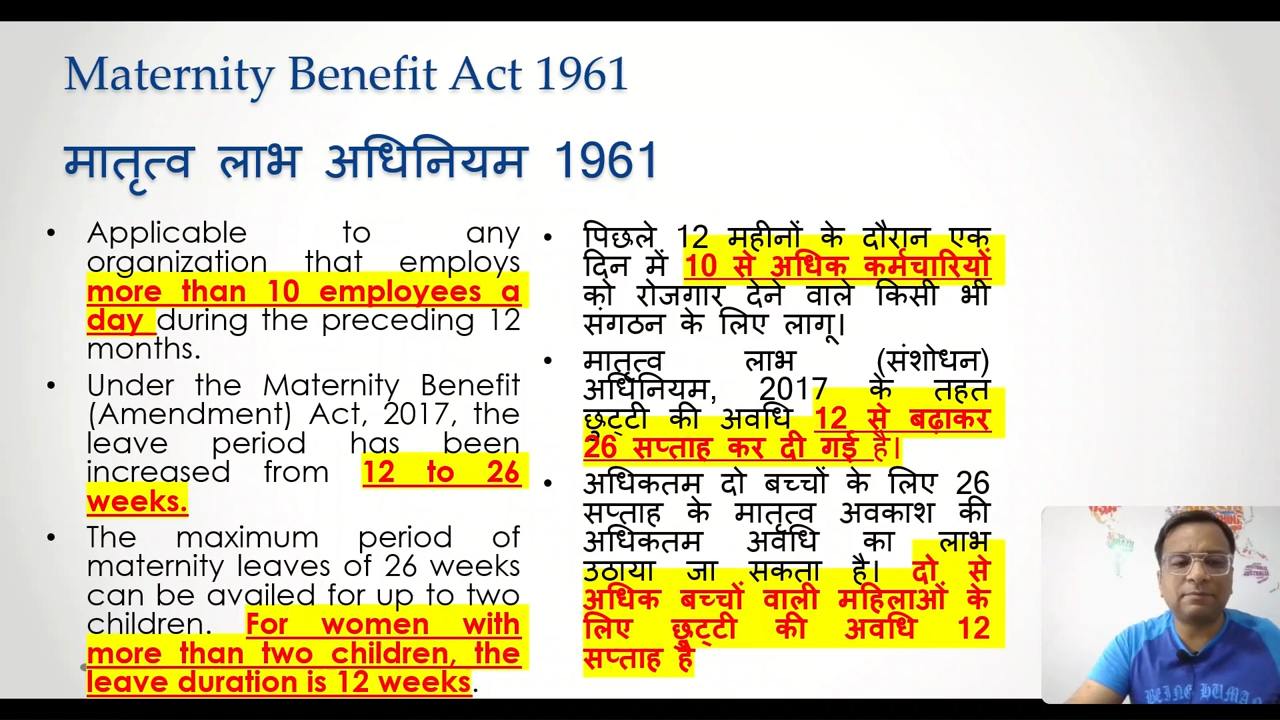 Maternity Benefit Act 1961
मातृत्व लाभ अधिनियम 1961
• Applicable to any
organization that employs
more than 10 employees a
day during the preceding 12
months.
• Under the Maternity Benefit
(Amendment) Act, 2017, the
leave period has been
increased from 12 to 26
weeks.
• The maximum period of
maternity leaves of 26 weeks
can be availed for up to two
children. For women with
more than two children, the
leave duration is 12 weeks.
• पिछले 12 महीनों के दौरान एक
दिन में 10 से अधिक कर्मचारियों
को रोजगार देने वाले किसी भी
संगठन के लिए लागू।
• मातृत्व लाभ (संशोधन)
अधिनियम, 2017 के तहत
छुट्टी की अवधि 12 से बढ़ाकर
26 सप्ताह कर दी गई है।
• अधिकतम दो बच्चों के लिए 26
सप्ताह के मातृत्व अवकाश की
अधिकतम अवधि का लाभ
उठाया जा सकता है। दो से
अधिक बच्चों वाली महिलाओं के
लिए छुट्टी की अवधि 12
सप्ताह है
BEING HUMAN